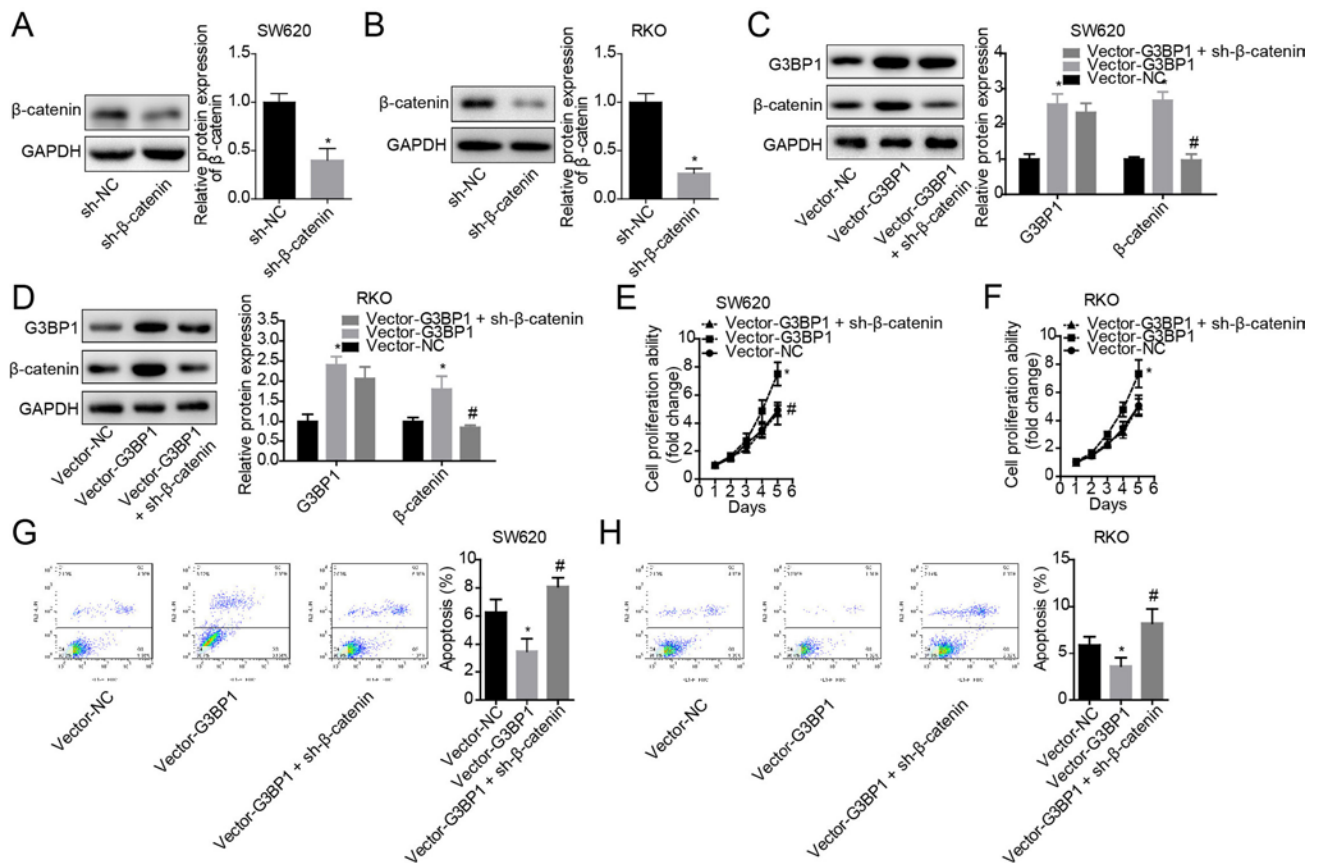 A
SW620
β-catenin
GAPDH
sh-NC
sh-β-catenin
Relative protein expression
of β -catenin
1.5
1.0
0.5
0.0
*
sh-NC
sh-β-catenin
B
RKO
β-catenin
GAPDH
sh-NC
sh-β-catenin
Relative protein expression
of β -catenin
1.5
1.0
0.5
0.0
*
sh-NC
sh-β-catenin
C
SW620
G3BP1
β-catenin
GAPDH
Vector-NC
Vector-G3BP1
Vector-G3BP1
+ sh-β-catenin
Relative protein expression
Vector-G3BP1 + sh-β-catenin
Vector-G3BP1
Vector-NC
4
3
2
1
0
*
*
#
G3BP1
β-catenin
D
RKO
G3BP1
β-catenin
GAPDH
Vector-NC
Vector-G3BP1
Vector-G3BP1
+ sh-β-catenin
Relative protein expression
Vector-G3BP1 + sh-β-catenin
Vector-G3BP1
Vector-NC
3.5
3.0
2.5
2.0
1.5
1.0
0.5
0.0
*
*
#
G3BP1
β-catenin
E
SW620
Vector-G3BP1 + sh-β-catenin
Vector-G3BP1
Vector-NC
Cell proliferation ability
(fold change)
10
8
6
4
2
0
*
#
0 1 2 3 4 5 6
Days
F
RKO
Vector-G3BP1 + sh-β-catenin
Vector-G3BP1
Vector-NC
Cell proliferation ability
(fold change)
10
8
6
4
2
0
*
0 1 2 3 4 5 6
Days
G
SW620
Vector-NC
Vector-G3BP1
Vector-G3BP1 + sh-β-catenin
Apoptosis (%)
10
8
6
4
2
0
*
#
Vector-NC
Vector-G3BP1
Vector-G3BP1 + sh-β-catenin
H
RKO
Vector-NC
Vector-G3BP1
Vector-G3BP1 + sh-β-catenin
Apoptosis (%)
15
10
5
0
*
#
Vector-NC
Vector-G3BP1
Vector-G3BP1 + sh-β-catenin